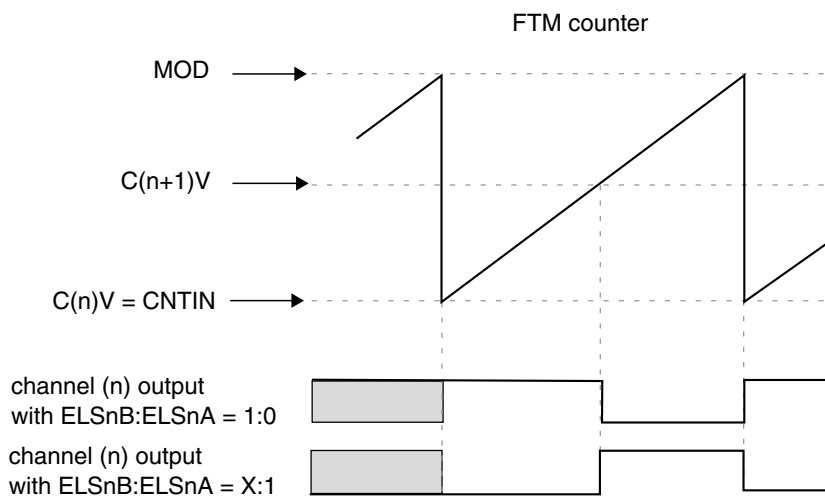 FTM counter
MOD
C(n+1)V
C(n)V = CNTIN
channel (n) output
with ELSnB:ELSnA = 1:0
channel (n) output
with ELSnB:ELSnA = X:1